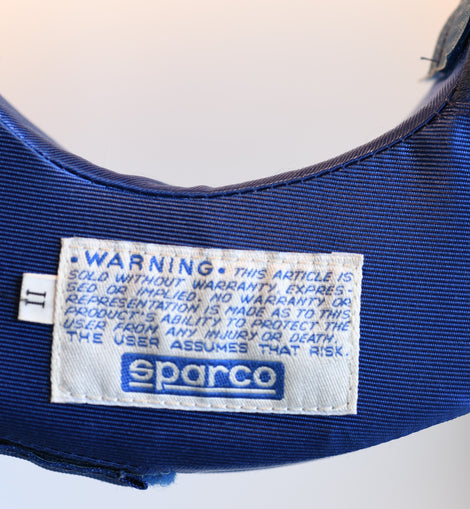 •WARNING• THIS ARTICLE IS
SOLD WITHOUT WARRANTY, EXPRES-
SED OR IMPLIED. NO WARRANTY OR
REPRESENTATION IS MADE AS TO THIS
PRODUCT'S ABILITY TO PROTECT THE
USER FROM ANY INJURY OR DEATH.
THE USER ASSUMES THAT RISK.
sparco
II